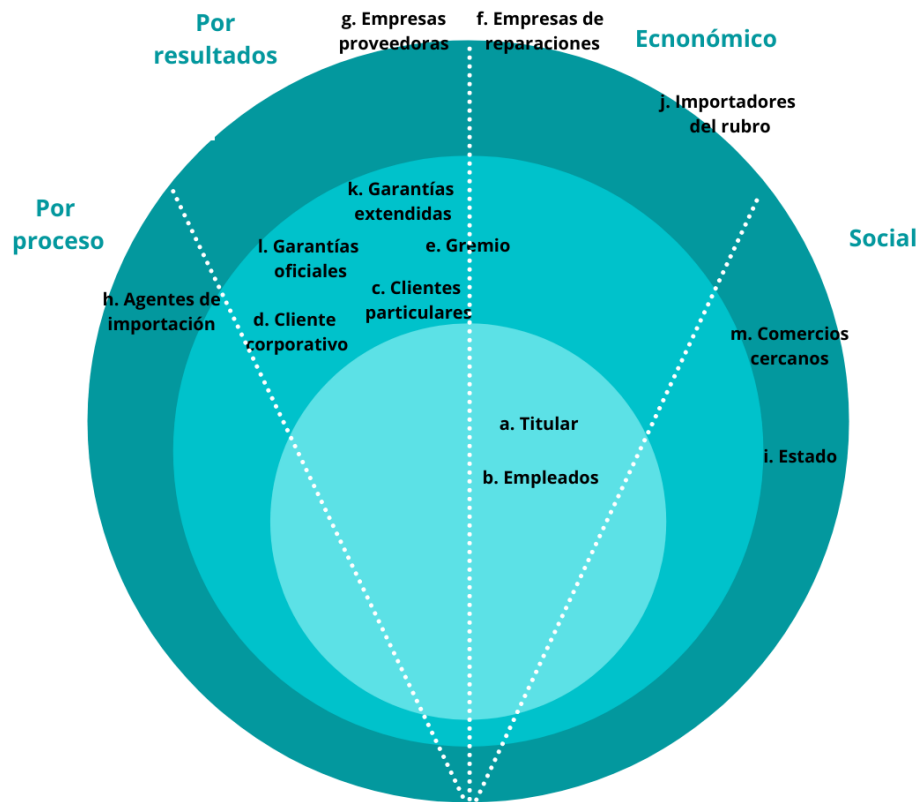 Por
resultados
g. Empresas
proveedoras
f. Empresas de
reparaciones
Ecnonómico
j. Importadores
del rubro
Por
proceso
k. Garantías
extendidas
l. Garantías
oficiales
e. Gremio
Social
c. Clientes
particulares
h. Agentes de
importación
d. Cliente
corporativo
m. Comercios
cercanos
a. Titular
i. Estado
b. Empleados